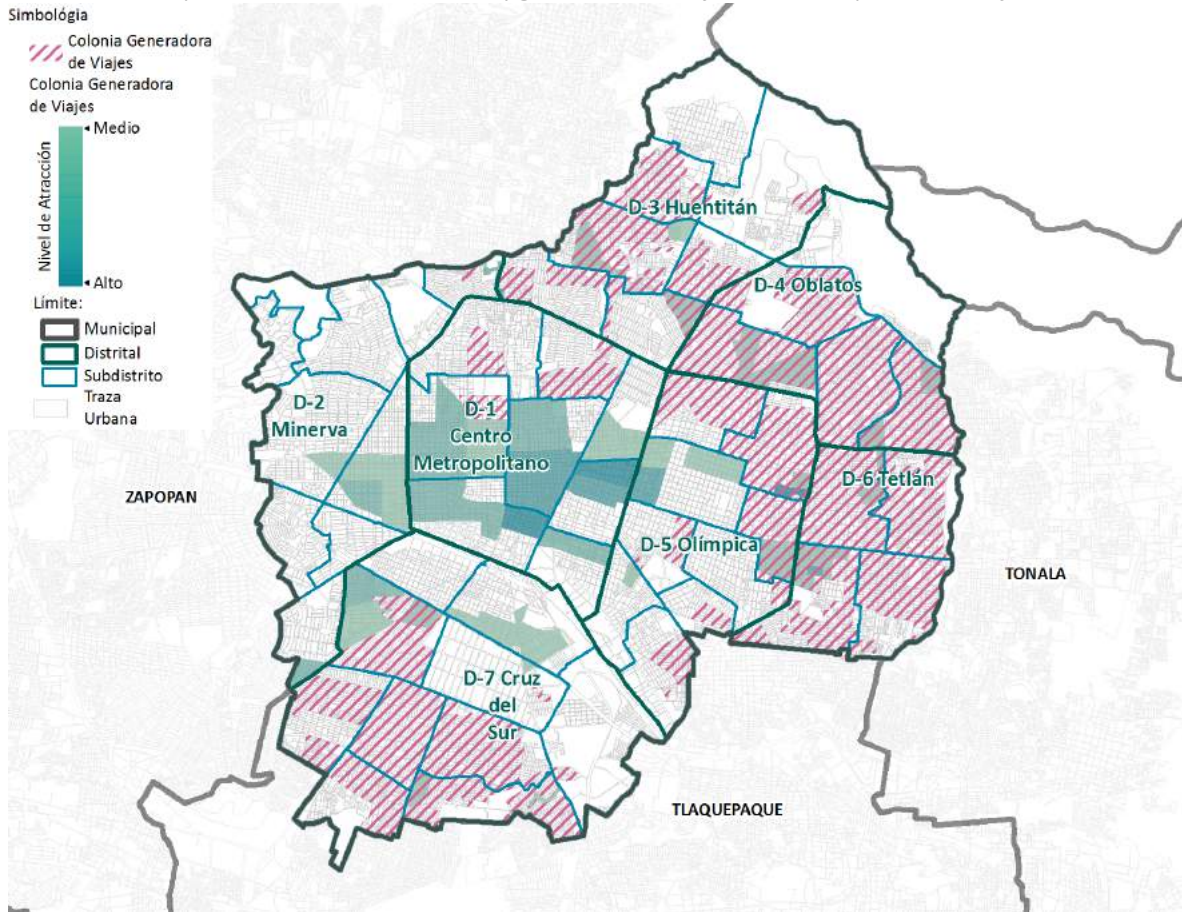 Simbología
Colonia Generadora
de Viajes
Colonia Generadora
de Viajes
Nivel de Atracción
Medio
Alto
Límite:
Municipal
Distrital
Subdistrito
Traza
Urbana
D-3 Huentitán
D-4 Oblatos
D-2
Minerva
D-1
Centro
Metropolitano
D-6 Tetlán
ZAPOPAN
D-5 Olímpica
TONALA
D-7 Cruz
del
Sur
TLAQUEPAQUE